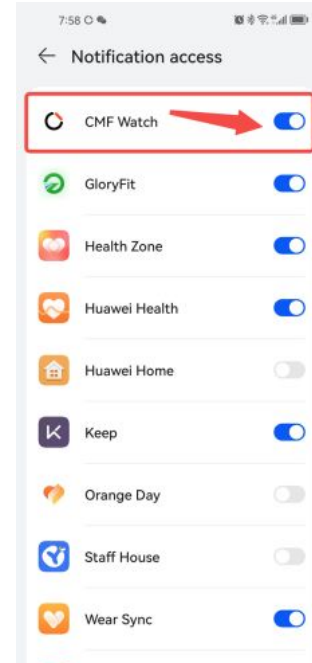 7:58
Notification access
CMF Watch
GloryFit
Health Zone
Huawei Health
Huawei Home
Keep
Orange Day
Staff House
Wear Sync